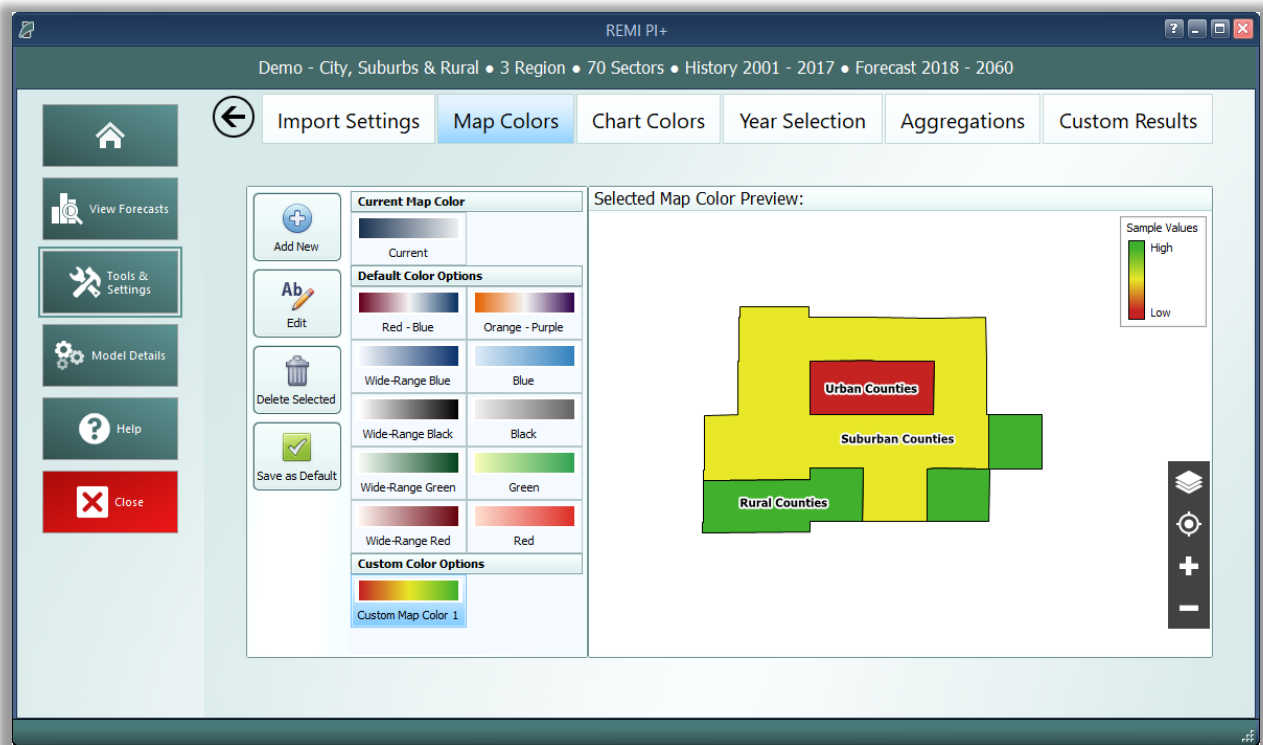 REMI PI+
?
Demo - City, Suburbs & Rural ● 3 Region ● 70 Sectors ● History 2001 - 2017 ● Forecast 2018 - 2060
Import Settings
Map Colors
Chart Colors
Year Selection
Aggregations
Custom Results
View Forecasts
Tools &
Settings
Model Details
?
Help
Close
Add New
Ab
Edit
Delete Selected
Save as Default
Current Map Color
Current
Default Color Options
Red - Blue
Orange - Purple
Wide-Range Blue
Blue
Wide-Range Black
Black
Wide-Range Green
Green
Wide-Range Red
Red
Custom Color Options
Custom Map Color 1
Selected Map Color Preview:
Sample Values
High
Low
Urban Counties
Suburban Counties
Rural Counties